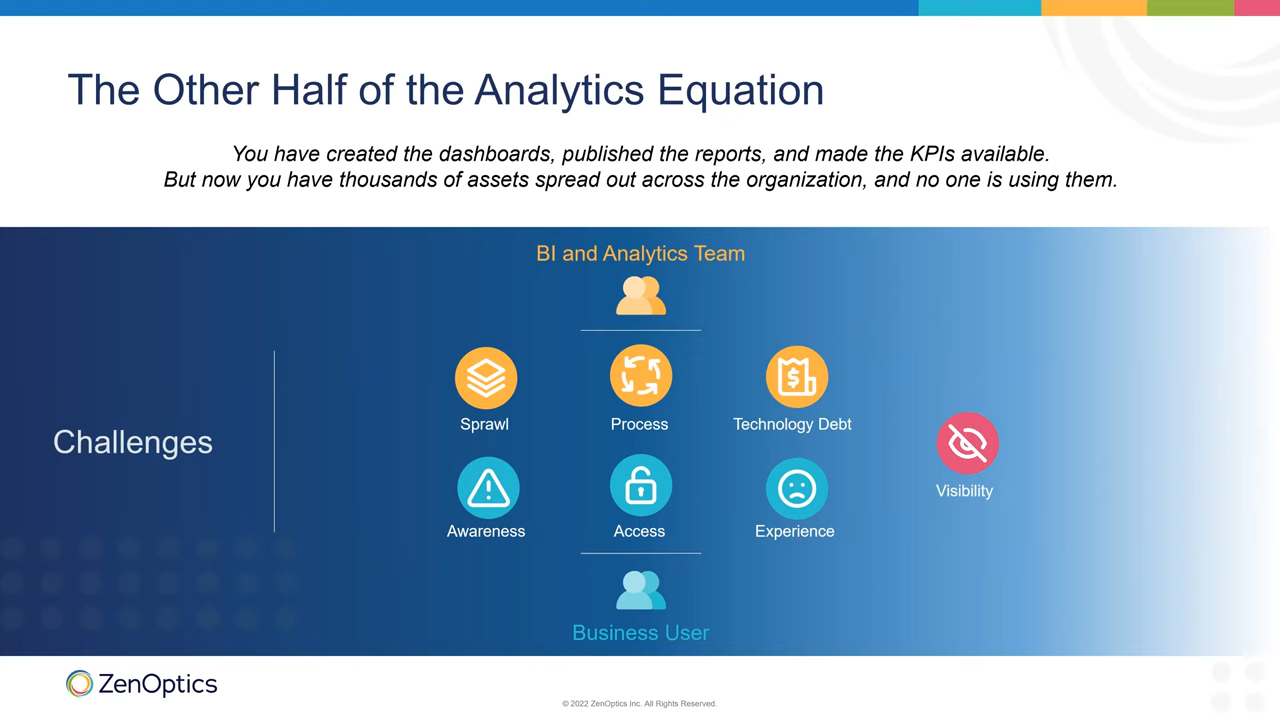 The Other Half of the Analytics Equation
You have created the dashboards, published the reports, and made the KPIs available.
But now you have thousands of assets spread out across the organization, and no one is using them.
BI and Analytics Team
Challenges
Sprawl
Process
Technology Debt
Awareness
Access
Experience
Visibility
Business User
ZenOptics
© 2022 ZenOptics Inc. All Rights Reserved.